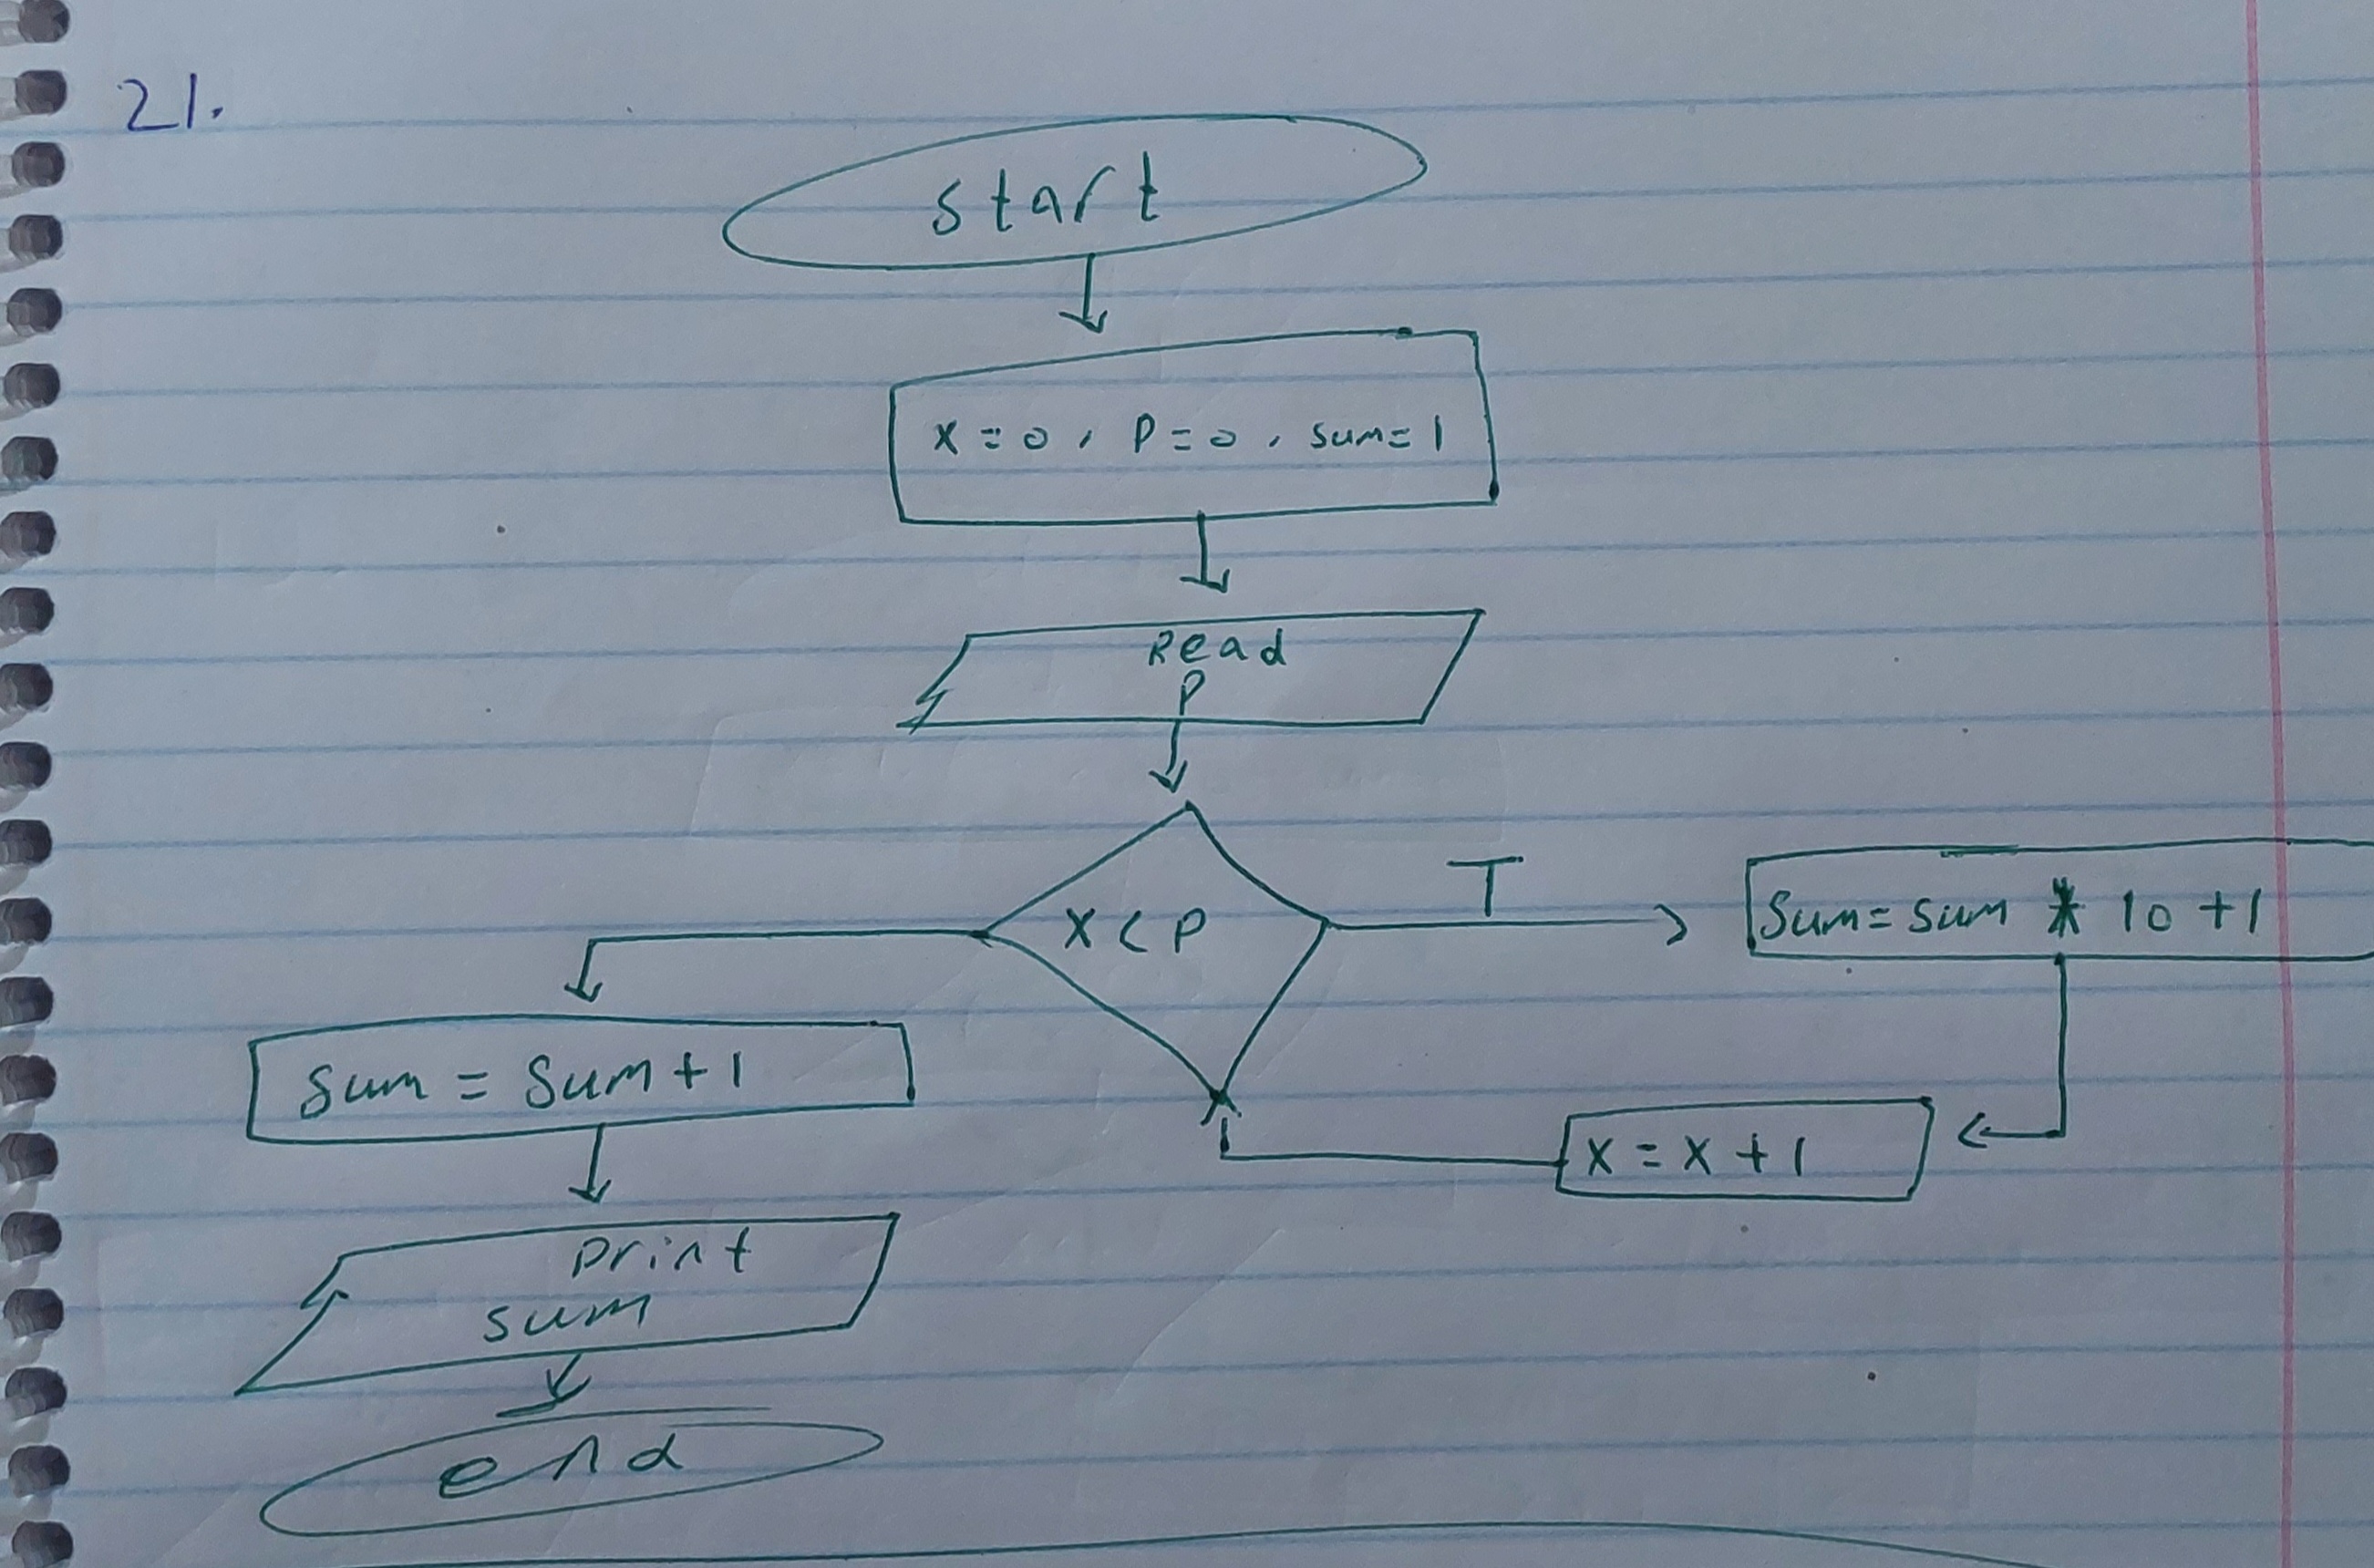 21.
start
x = 0, P = 0, sum = 1
Read
P
X < P
T
Sum = sum * 10 + 1
Sum = Sum + 1
X = X + 1
print
sum
end